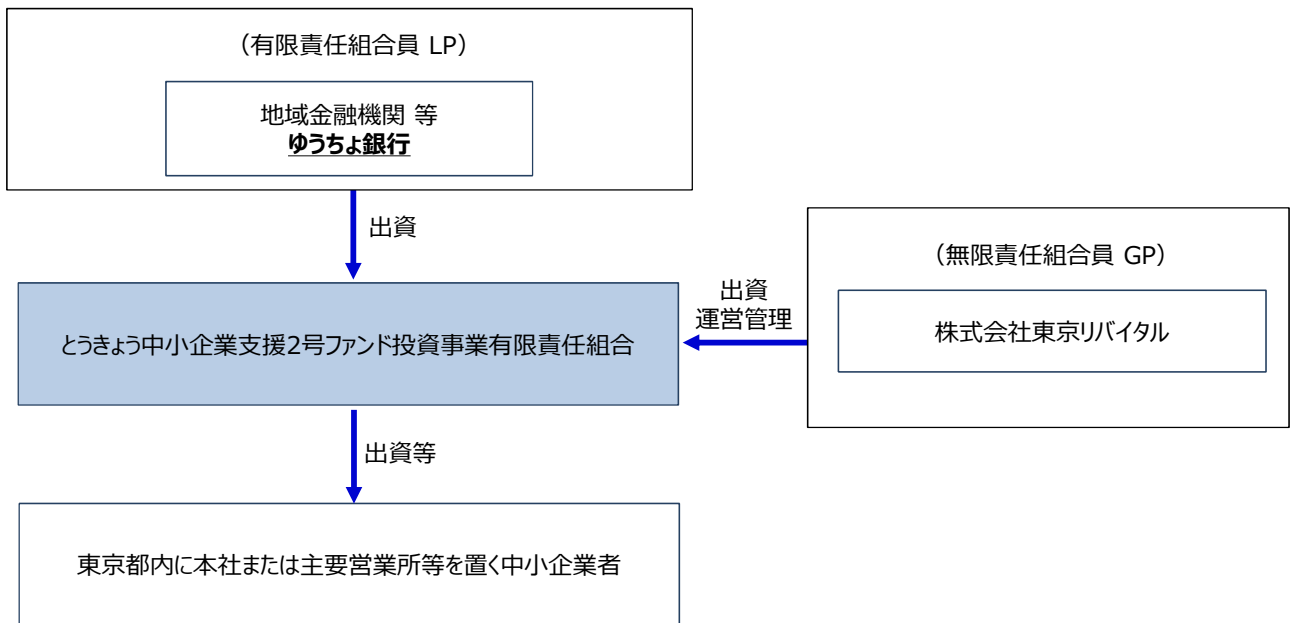 （有限責任組合員 LP）
地域金融機関 等
ゆうちょ銀行
出資
（無限責任組合員 GP）
株式会社東京リバイタル
出資
運営管理
とうきょう中小企業支援2号ファンド投資事業有限責任組合
出資等
東京都内に本社または主要営業所等を置く中小企業者